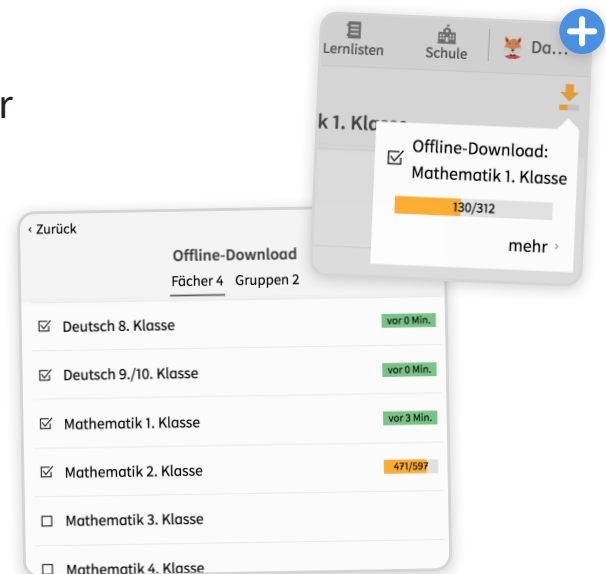 r
Lernlisten
Schule
Da...
k 1. Klasse
Offline-Download:
Mathematik 1. Klasse
130/312
mehr ›
‹ Zurück
Offline-Download
Fächer 4 Gruppen 2
Deutsch 8. Klasse vor 0 Min.
Deutsch 9./10. Klasse vor 0 Min.
Mathematik 1. Klasse vor 3 Min.
Mathematik 2. Klasse 471/597
Mathematik 3. Klasse
Mathematik 4. Klasse